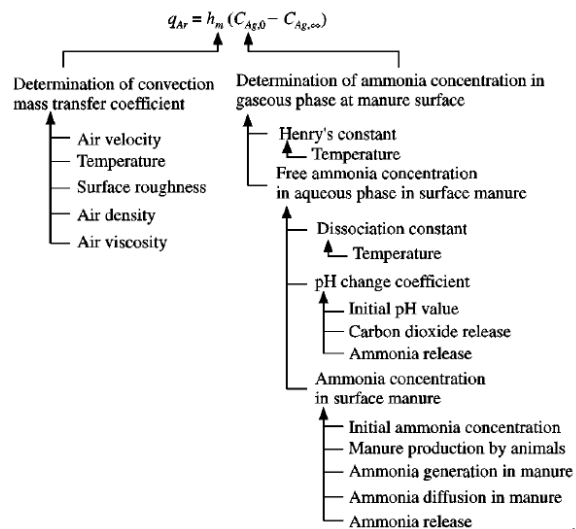 q_Ar = h_m (C_Ag,0 − C_Ag,∞)
Determination of convection
mass transfer coefficient
Air velocity
Temperature
Surface roughness
Air density
Air viscosity
Determination of ammonia concentration in
gaseous phase at manure surface
Henry's constant
Temperature
Free ammonia concentration
in aqueous phase in surface manure
Dissociation constant
Temperature
pH change coefficient
Initial pH value
Carbon dioxide release
Ammonia release
Ammonia concentration
in surface manure
Initial ammonia concentration
Manure production by animals
Ammonia generation in manure
Ammonia diffusion in manure
Ammonia release